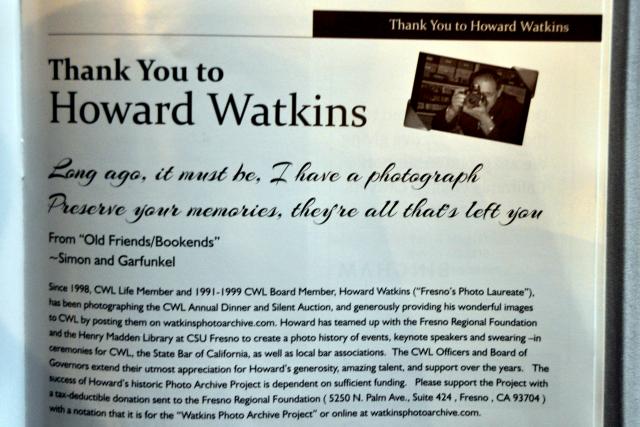 Thank You to Howard Watkins
Thank You to
Howard Watkins
Long ago, it must be, I have a photograph
Preserve your memories, they're all that's left you
From "Old Friends/Bookends"
~Simon and Garfunkel
Since 1998, CWL Life Member and 1991-1999 CWL Board Member, Howard Watkins ("Fresno's Photo Laureate"),
has been photographing the CWL Annual Dinner and Silent Auction, and generously providing his wonderful images
to CWL by posting them on watkinsphotoarchive.com. Howard has teamed up with the Fresno Regional Foundation
and the Henry Madden Library at CSU Fresno to create a photo history of events, keynote speakers and swearing –in
ceremonies for CWL, the State Bar of California, as well as local bar associations. The CWL Officers and Board of
Governors extend their utmost appreciation for Howard's generosity, amazing talent, and support over the years. The
success of Howard's historic Photo Archive Project is dependent on sufficient funding. Please support the Project with
a tax-deductible donation sent to the Fresno Regional Foundation ( 5250 N. Palm Ave., Suite 424 , Fresno , CA 93704 )
with a notation that it is for the "Watkins Photo Archive Project" or online at watkinsphotoarchive.com.